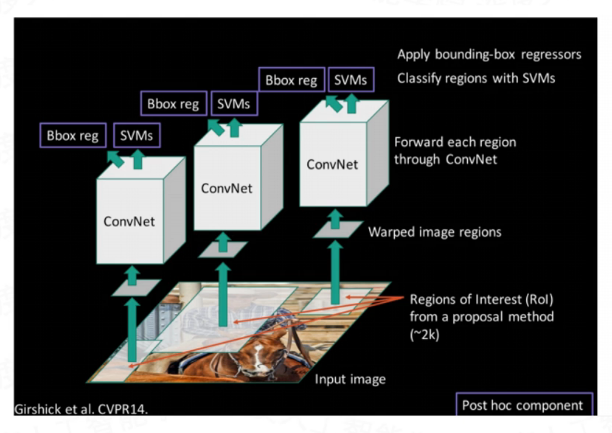 Apply bounding-box regressors
Bbox reg SVMs Classify regions with SVMs
Bbox reg SVMs
Bbox reg SVMs
Forward each region
through ConvNet
ConvNet
ConvNet
ConvNet
Warped image regions
Regions of Interest (RoI)
from a proposal method
(~2k)
Input image
Girshick et al. CVPR14.
Post hoc component